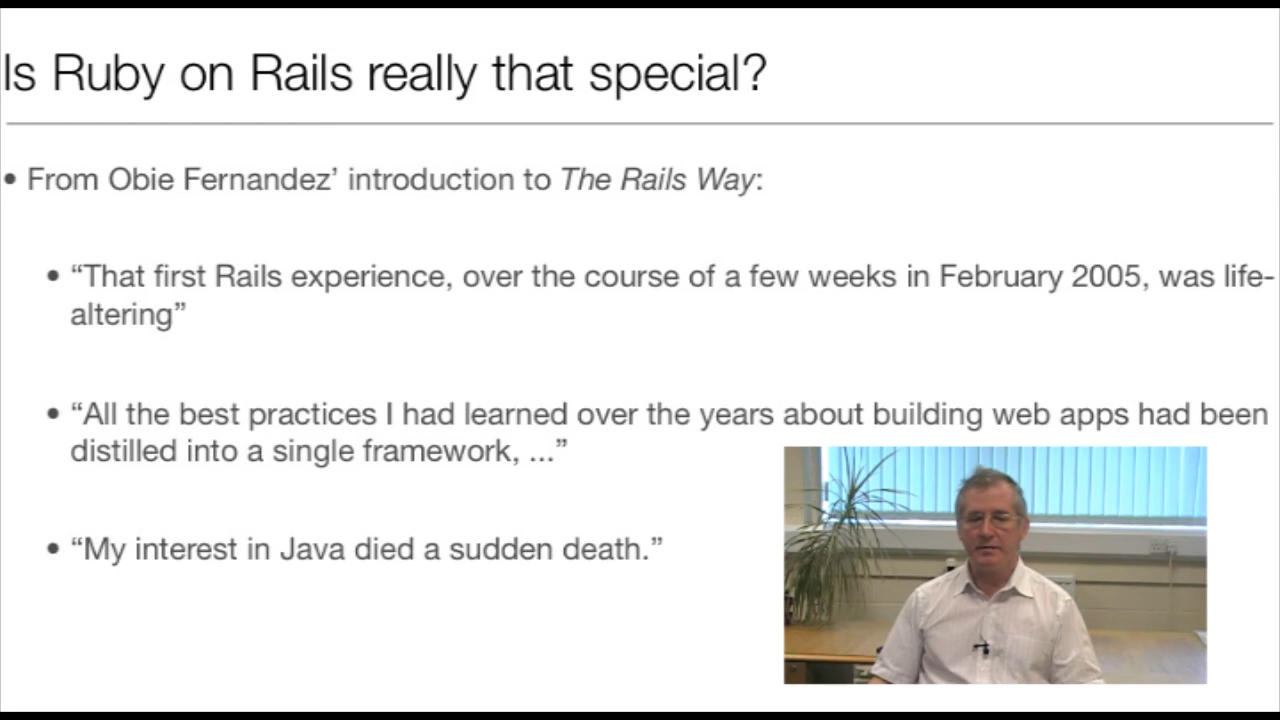 Is Ruby on Rails really that special?
• From Obie Fernandez’ introduction to The Rails Way:
• “That first Rails experience, over the course of a few weeks in February 2005, was life-
altering”
• “All the best practices I had learned over the years about building web apps had been
distilled into a single framework, ...”
• “My interest in Java died a sudden death.”